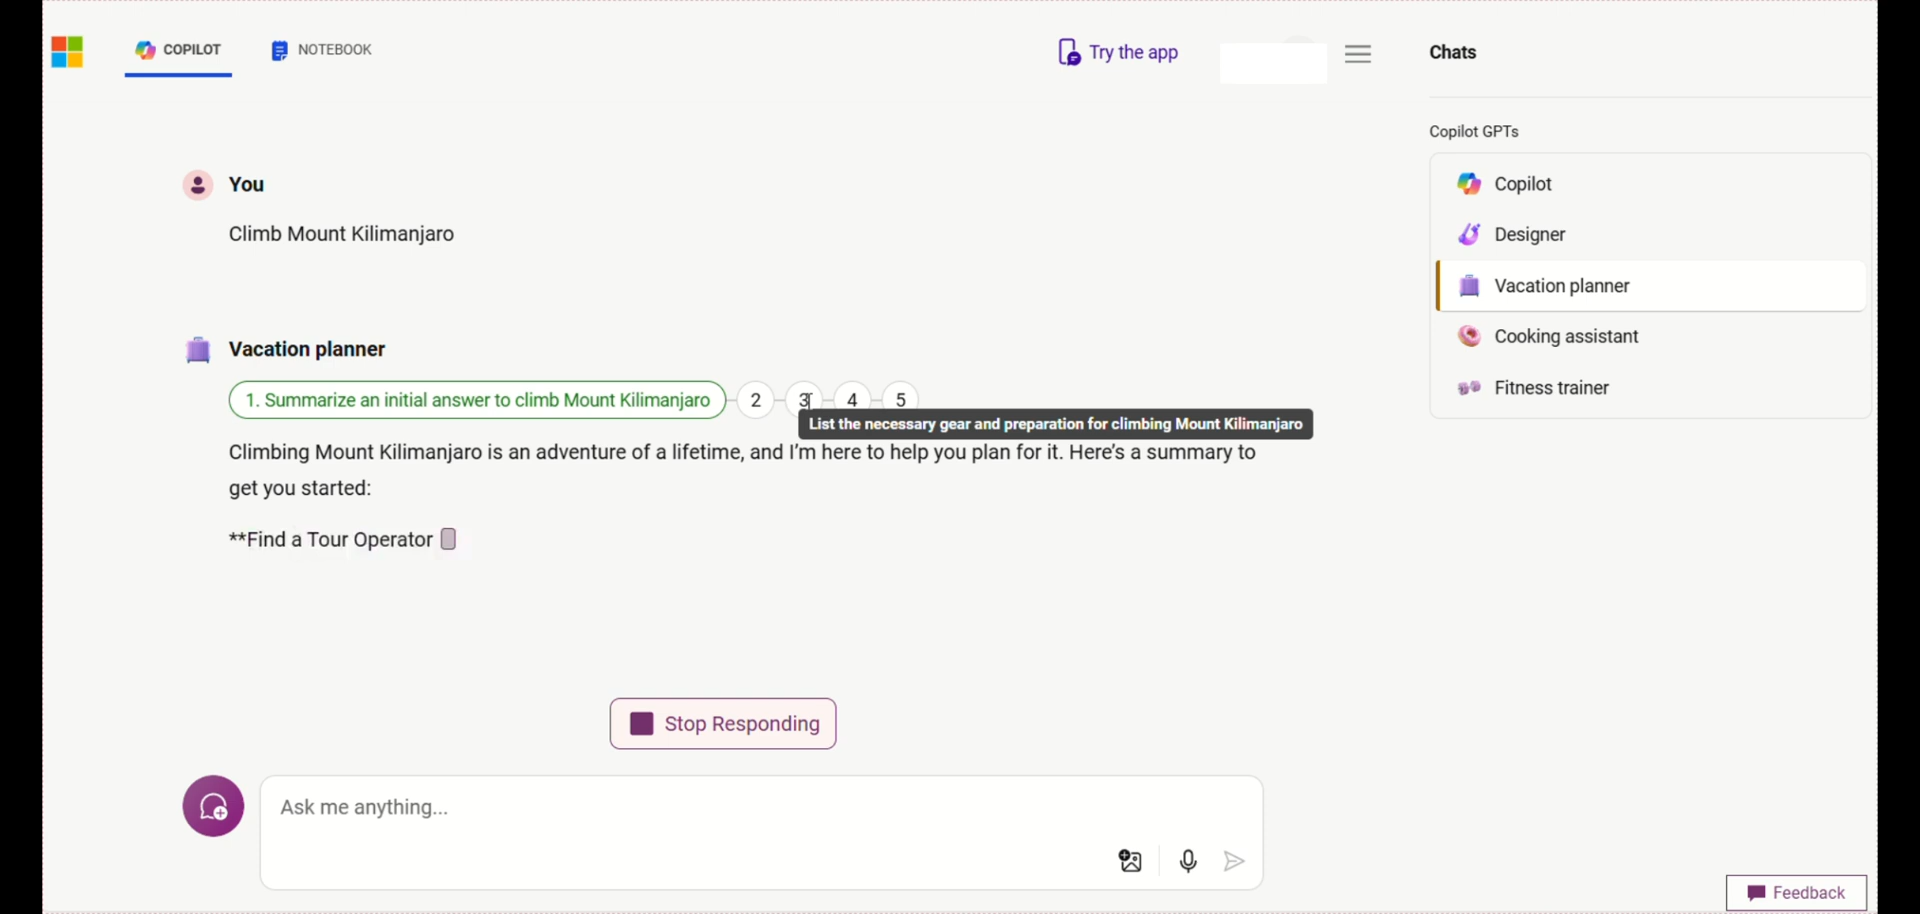 COPILOT
NOTEBOOK
Try the app
Chats
Copilot GPTs
Copilot
Designer
Vacation planner
Cooking assistant
Fitness trainer
You
Climb Mount Kilimanjaro
Vacation planner
1. Summarize an initial answer to climb Mount Kilimanjaro 2 3 4 5
List the necessary gear and preparation for climbing Mount Kilimanjaro
Climbing Mount Kilimanjaro is an adventure of a lifetime, and I'm here to help you plan for it. Here's a summary to
get you started:
**Find a Tour Operator
Stop Responding
Ask me anything...
Feedback